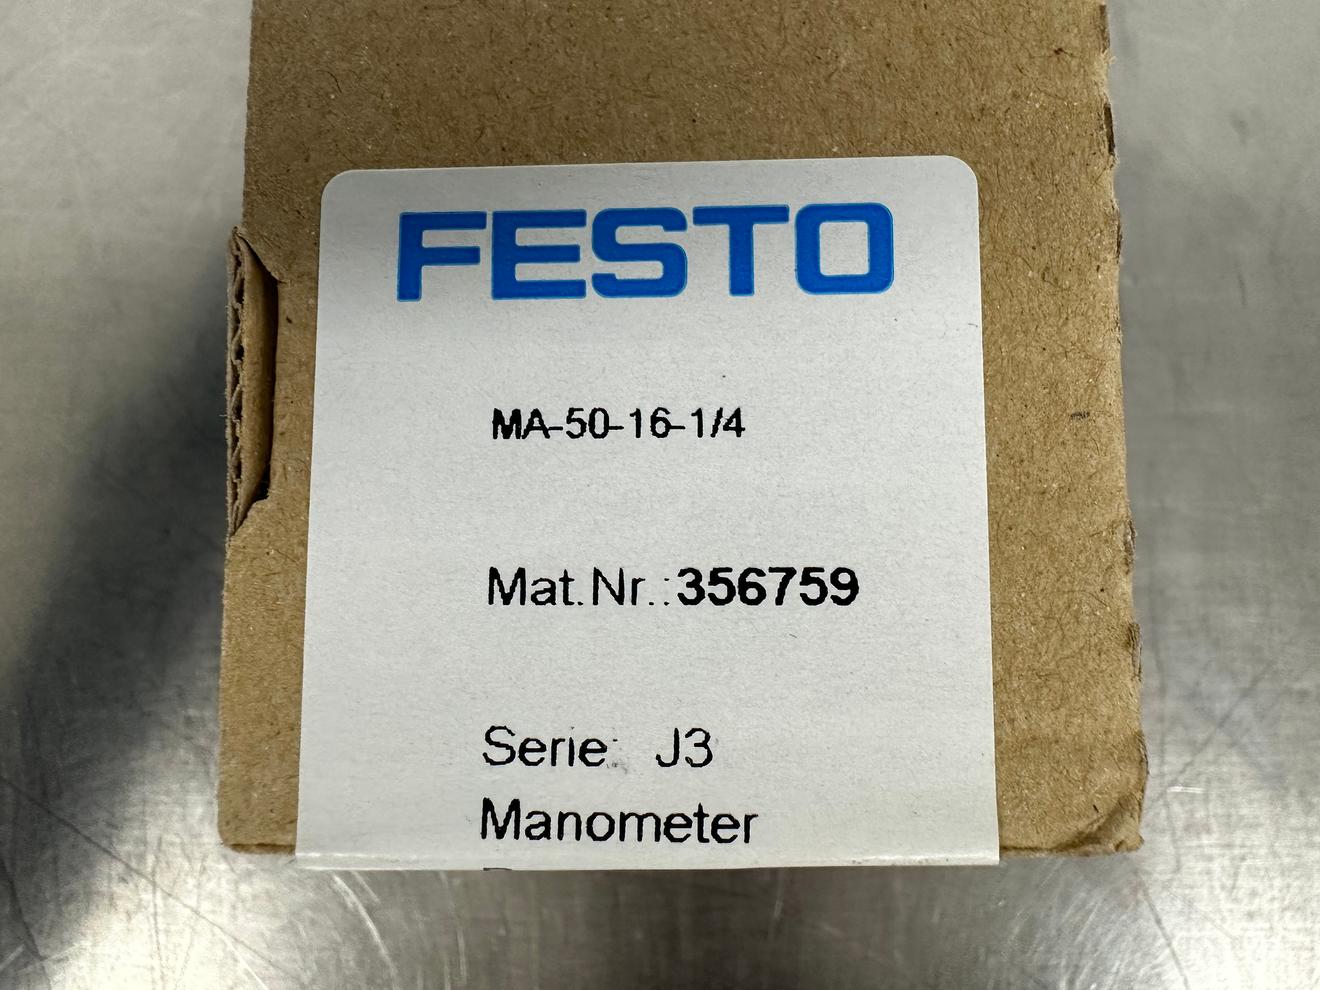 FESTO
MA-50-16-1/4
Mat.Nr.:356759
Serie: J3
Manometer